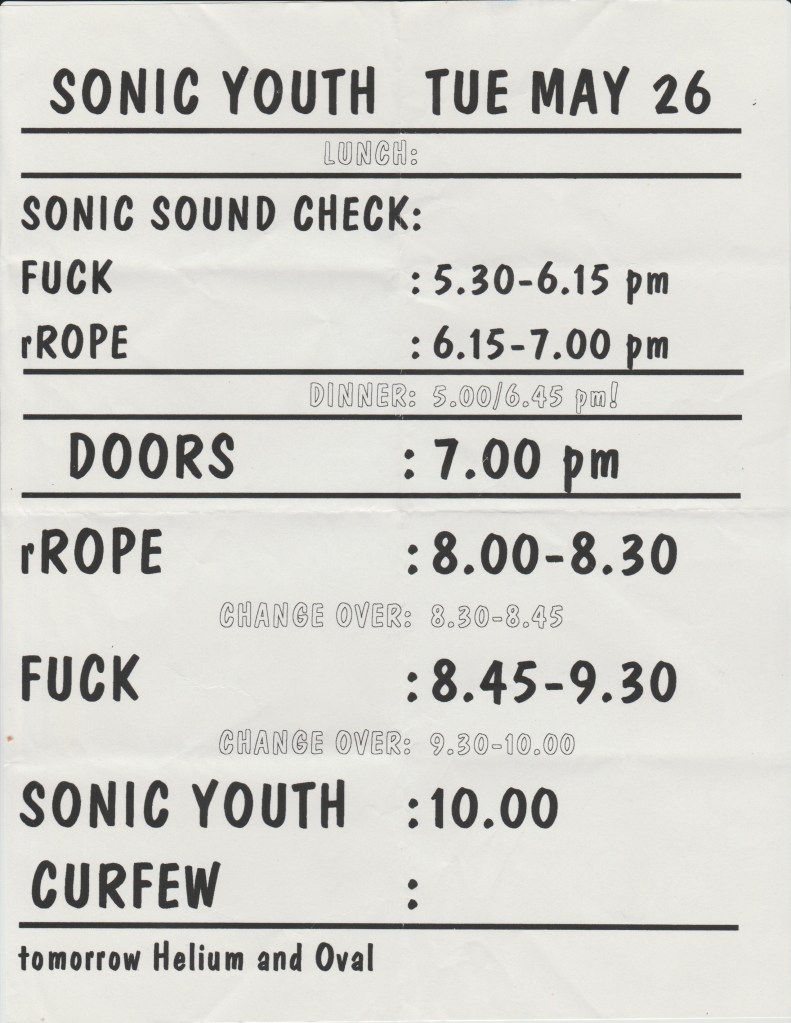 SONIC YOUTH TUE MAY 26
LUNCH:
SONIC SOUND CHECK:
FUCK : 5.30-6.15 pm
rROPE : 6.15-7.00 pm
DINNER: 5.00/6.45 pm!
DOORS : 7.00 pm
rROPE :8.00-8.30
CHANGE OVER: 8.30-8.45
FUCK :8.45-9.30
CHANGE OVER: 9.30-10.00
SONIC YOUTH :10.00
CURFEW :
tomorrow Helium and Oval